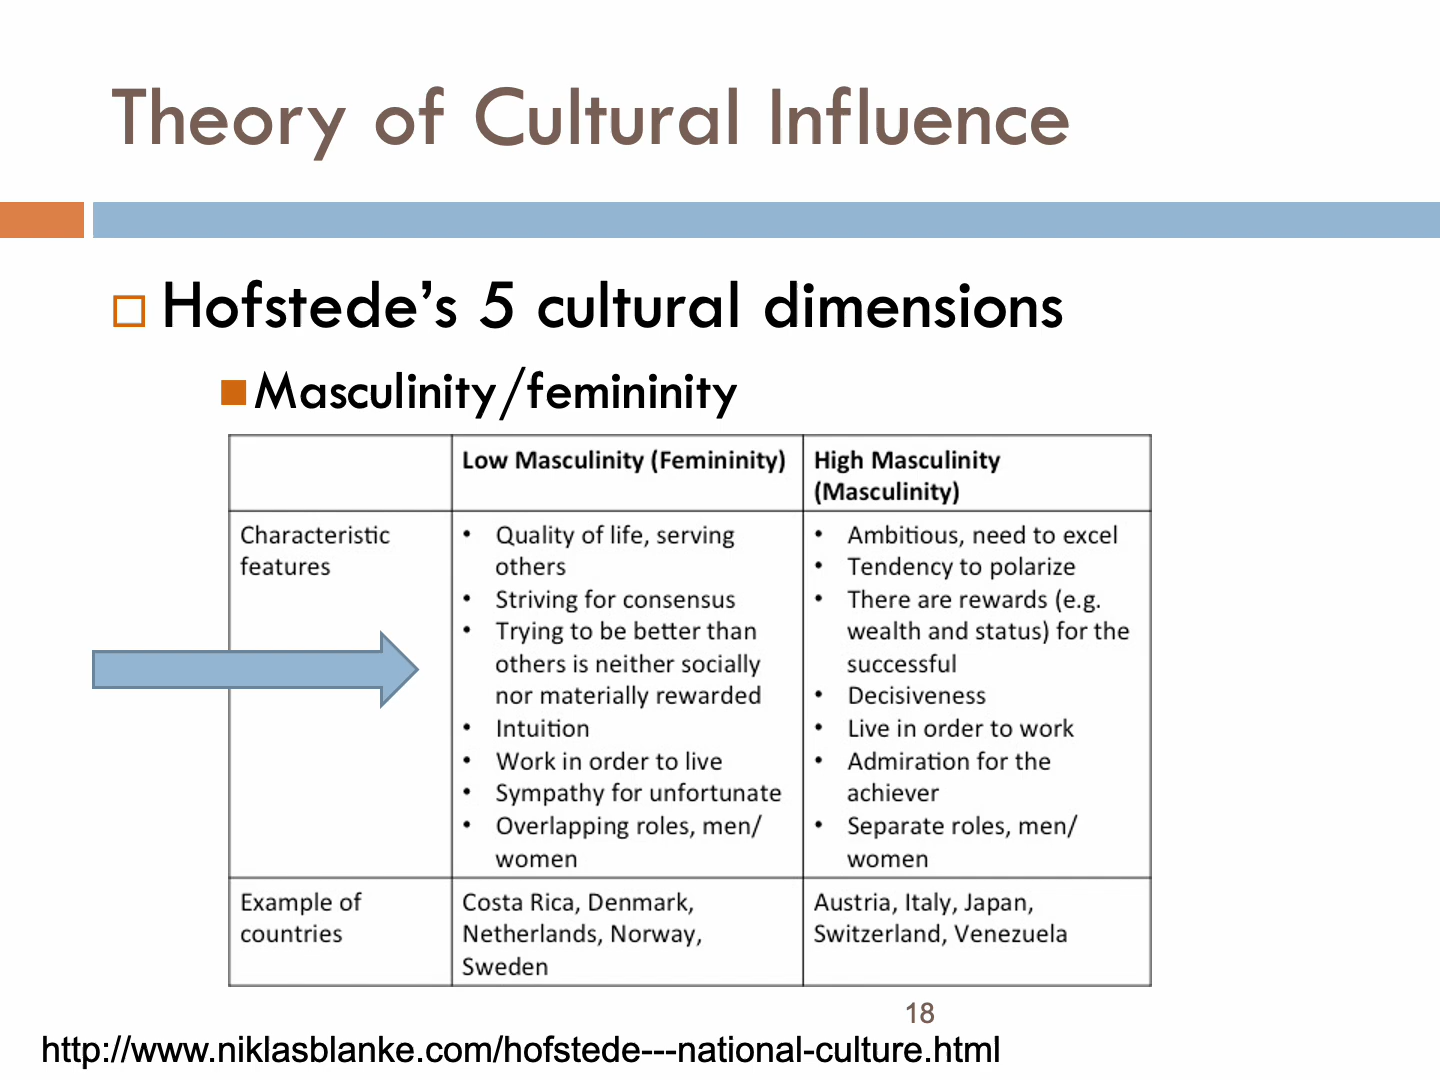 Theory of Cultural Influence
Hofstede’s 5 cultural dimensions
Masculinity/femininity
Low Masculinity (Femininity)
High Masculinity
(Masculinity)
Characteristic
features
• Quality of life, serving
others
• Striving for consensus
• Trying to be better than
others is neither socially
nor materially rewarded
• Intuition
• Work in order to live
• Sympathy for unfortunate
• Overlapping roles, men/
women
• Ambitious, need to excel
• Tendency to polarize
• There are rewards (e.g.
wealth and status) for the
successful
• Decisiveness
• Live in order to work
• Admiration for the
achiever
• Separate roles, men/
women
Example of
countries
Costa Rica, Denmark,
Netherlands, Norway,
Sweden
Austria, Italy, Japan,
Switzerland, Venezuela
18
http://www.niklasblanke.com/hofstede---national-culture.html